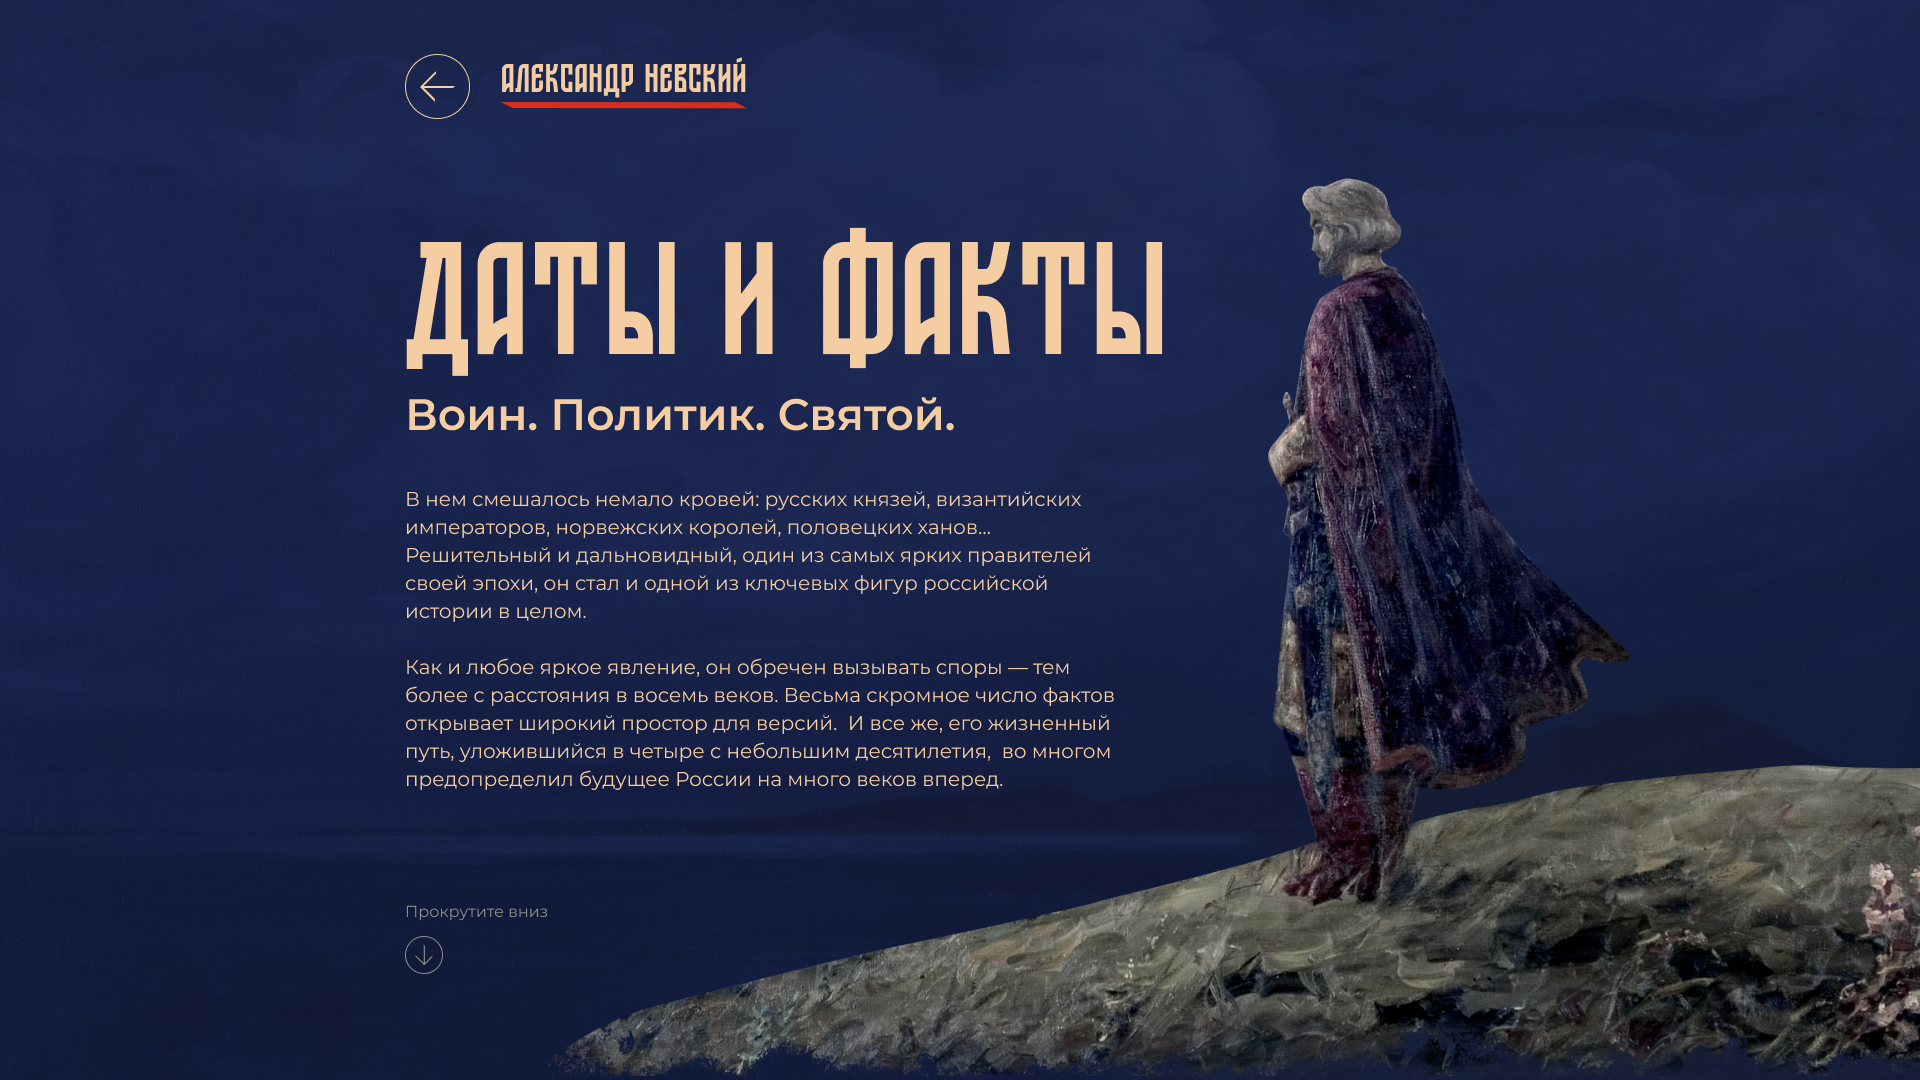 АЛЕКСАНДР НЕВСКИЙ
ДАТЫ И ФАКТЫ
Воин. Политик. Святой.
В нем смешалось немало кровей: русских князей, византийских
императоров, норвежских королей, половецких ханов...
Решительный и дальновидный, один из самых ярких правителей
своей эпохи, он стал и одной из ключевых фигур российской
истории в целом.
Как и любое яркое явление, он обречен вызывать споры — тем
более с расстояния в восемь веков. Весьма скромное число фактов
открывает широкий простор для версий.  И все же, его жизненный
путь, уложившийся в четыре с небольшим десятилетия,  во многом
предопределил будущее России на много веков вперед.
Прокрутите вниз